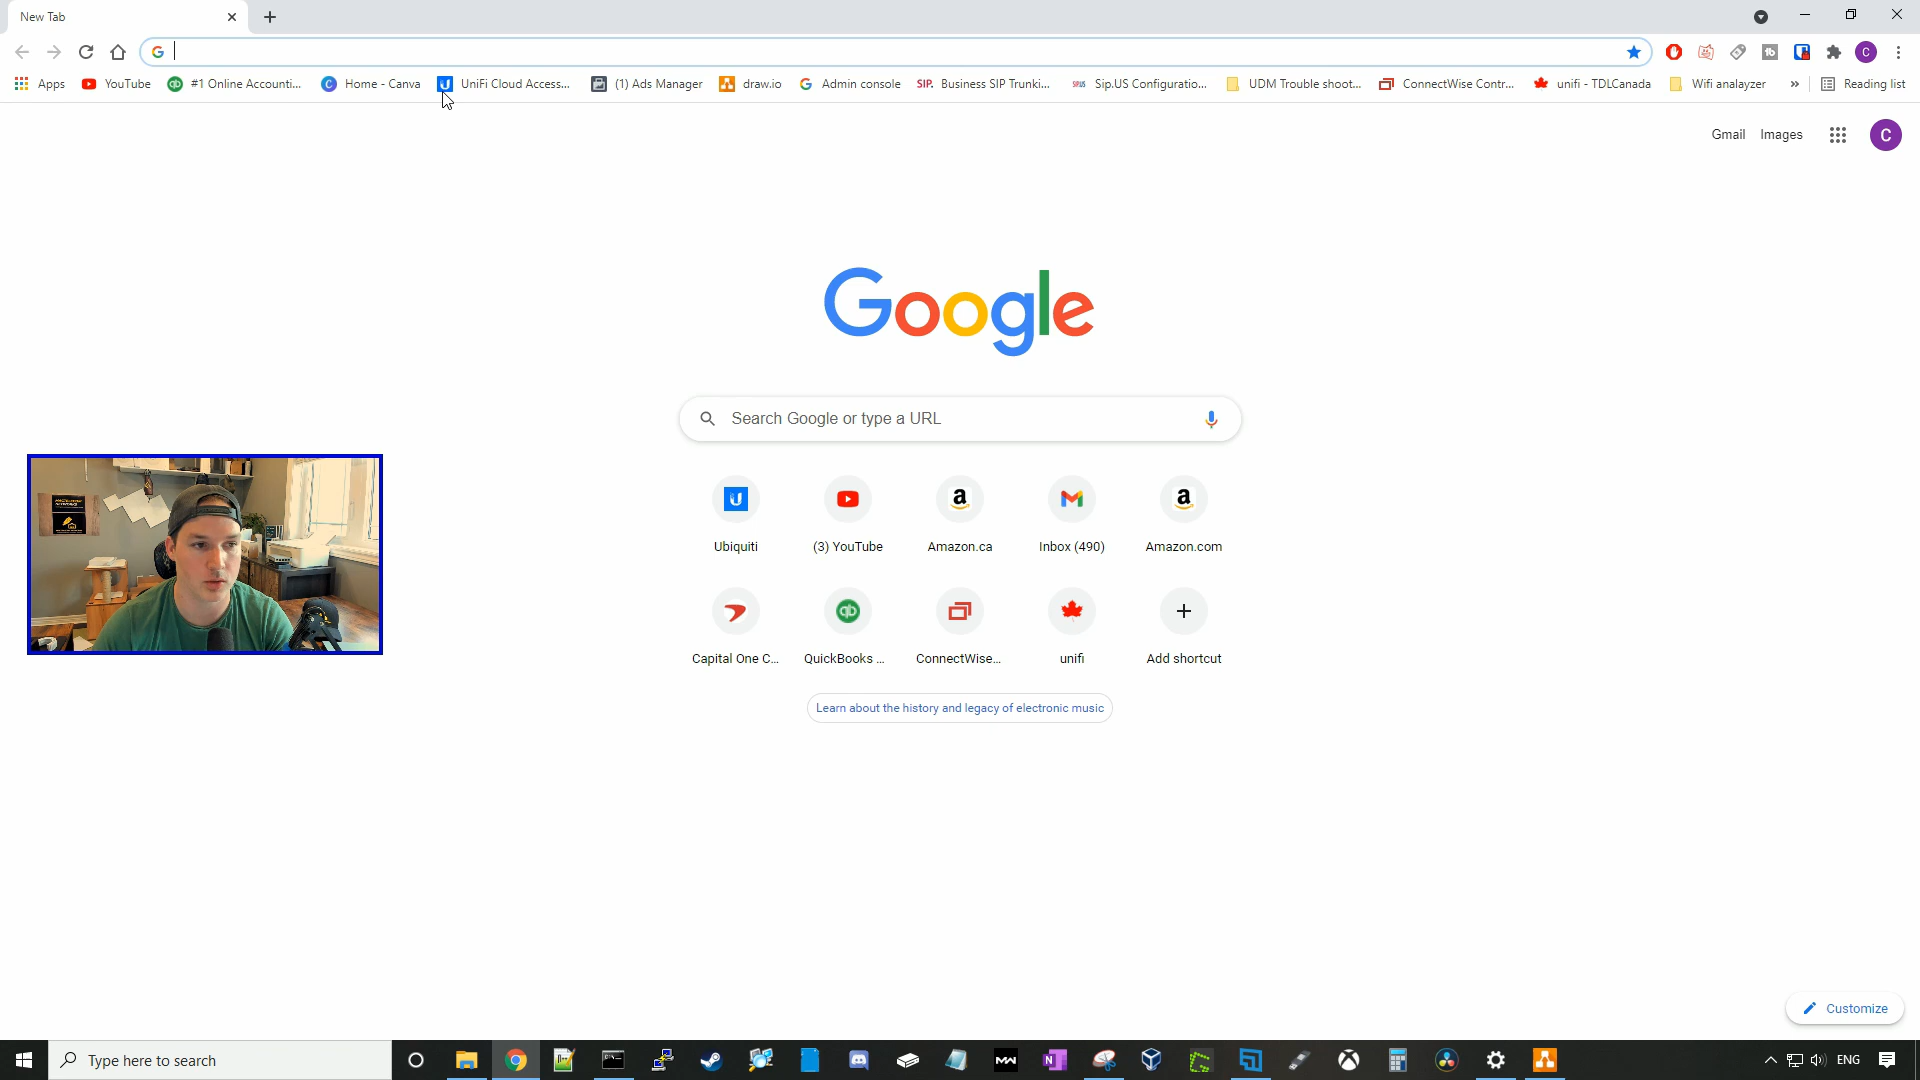 New Tab
Apps
YouTube
#1 Online Accounti...
Home - Canva
UniFi Cloud Access...
(1) Ads Manager
draw.io
Admin console
SIP. Business SIP Trunki...
Sip.US Configuratio...
UDM Trouble shoot...
ConnectWise Contr...
unifi - TDLCanada
Wifi analayzer
»
Reading list
Gmail
Images
C
Google
Search Google or type a URL
Ubiquiti
(3) YouTube
Amazon.ca
Inbox (490)
Amazon.com
Capital One C...
QuickBooks ...
ConnectWise...
unifi
Add shortcut
Learn about the history and legacy of electronic music
Customize
Type here to search
ENG